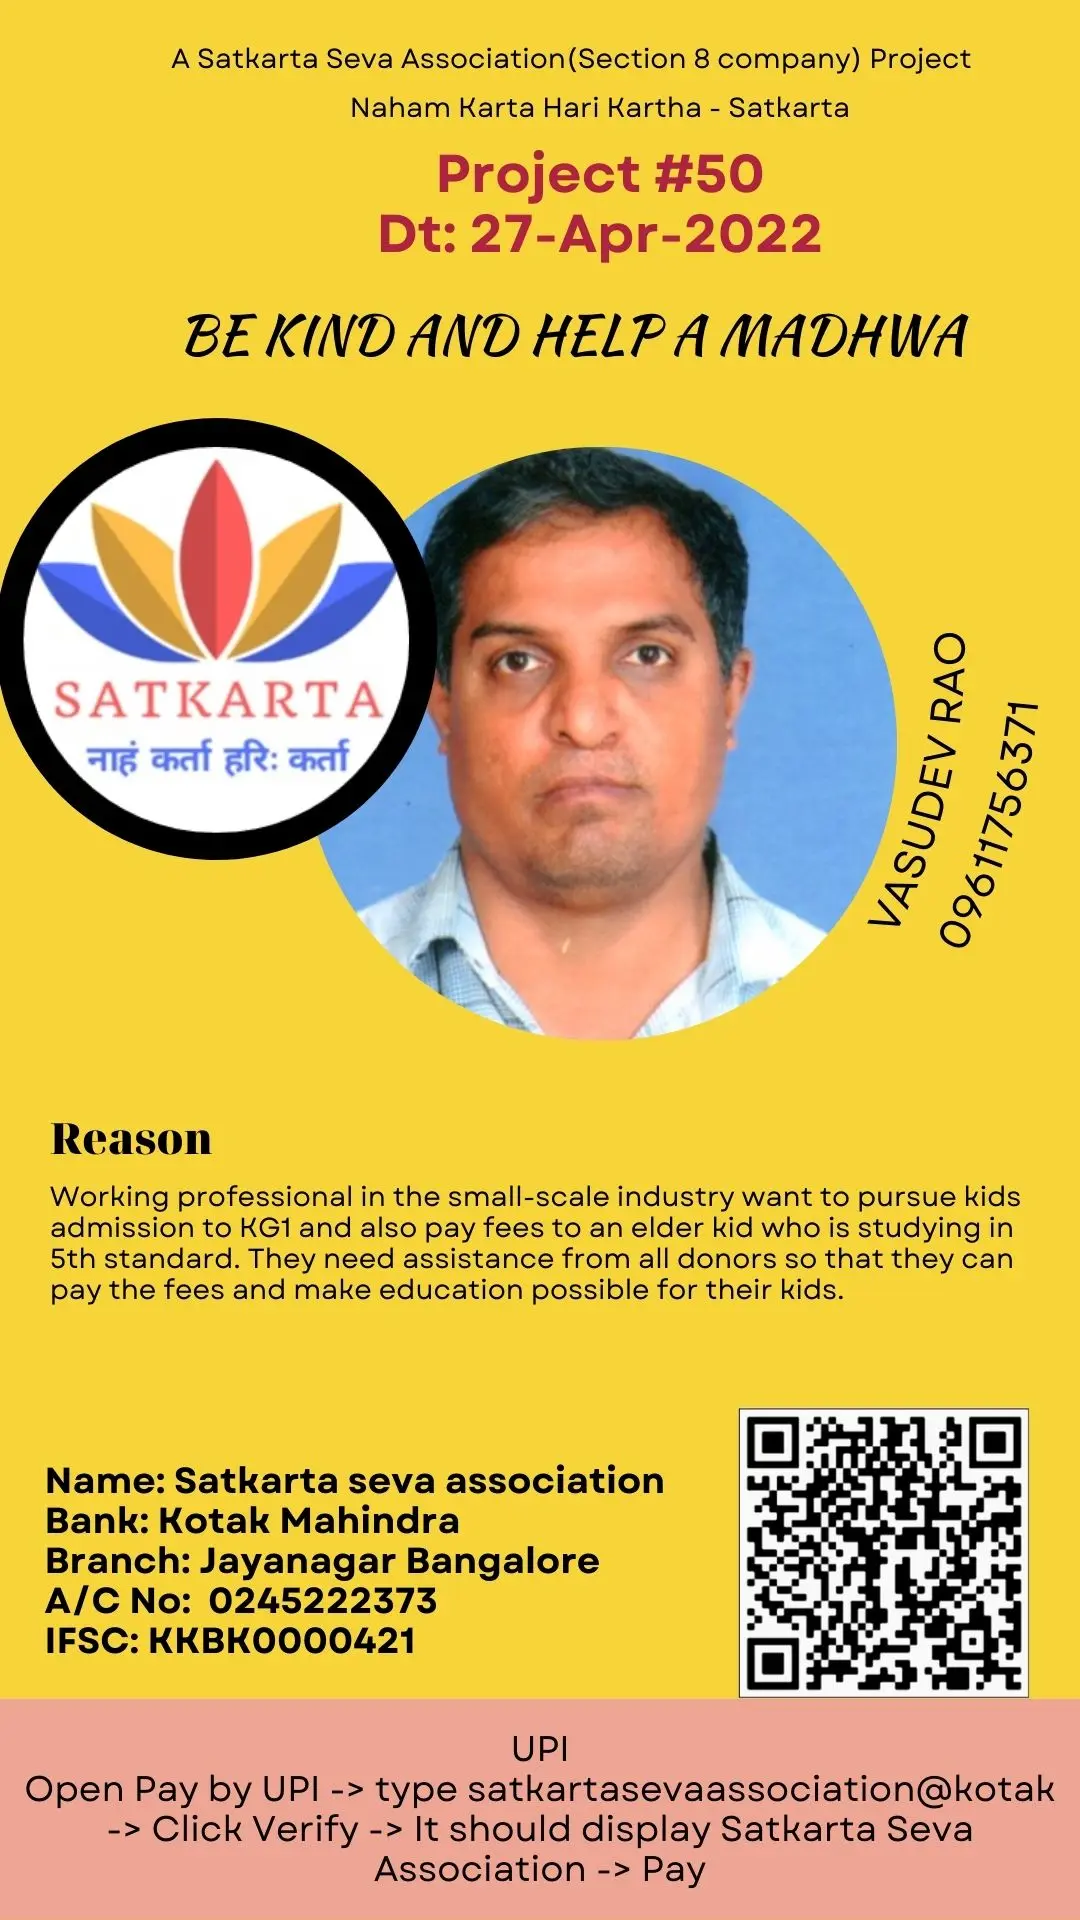 A Satkarta Seva Association(Section 8 company) Project
Naham Karta Hari Kartha - Satkarta
Project #50
Dt: 27-Apr-2022
BE KIND AND HELP A MADHWA
SATKARTA
नाहं कर्ता हरिः कर्ता
VASUDEV RAO
09611756371
Reason
Working professional in the small-scale industry want to pursue kids
admission to KG1 and also pay fees to an elder kid who is studying in
5th standard. They need assistance from all donors so that they can
pay the fees and make education possible for their kids.
Name: Satkarta seva association
Bank: Kotak Mahindra
Branch: Jayanagar Bangalore
A/C No:  0245222373
IFSC: KKBK0000421
UPI
Open Pay by UPI -> type satkartasevaassociation@kotak
-> Click Verify -> It should display Satkarta Seva
Association -> Pay